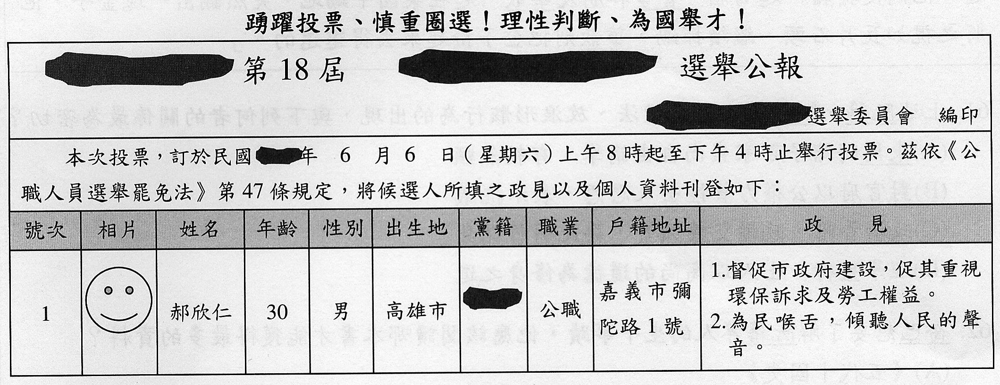 踴躍投票、慎重圈選！理性判斷、為國舉才！
第 18 屆 選舉公報
選舉委員會 編印
本次投票，訂於民國 年 6 月 6 日（星期六）上午 8 時起至下午 4 時止舉行投票。茲依《公
職人員選舉罷免法》第 47 條規定，將候選人所填之政見以及個人資料刊登如下：
號次 相片 姓名 年齡 性別 出生地 黨籍 職業 戶籍地址 政 見
1 郝欣仁 30 男 高雄市 公職
嘉義市彌
陀路 1 號
1.督促市政府建設，促其重視
環保訴求及勞工權益。
2.為民喉舌，傾聽人民的聲
音。